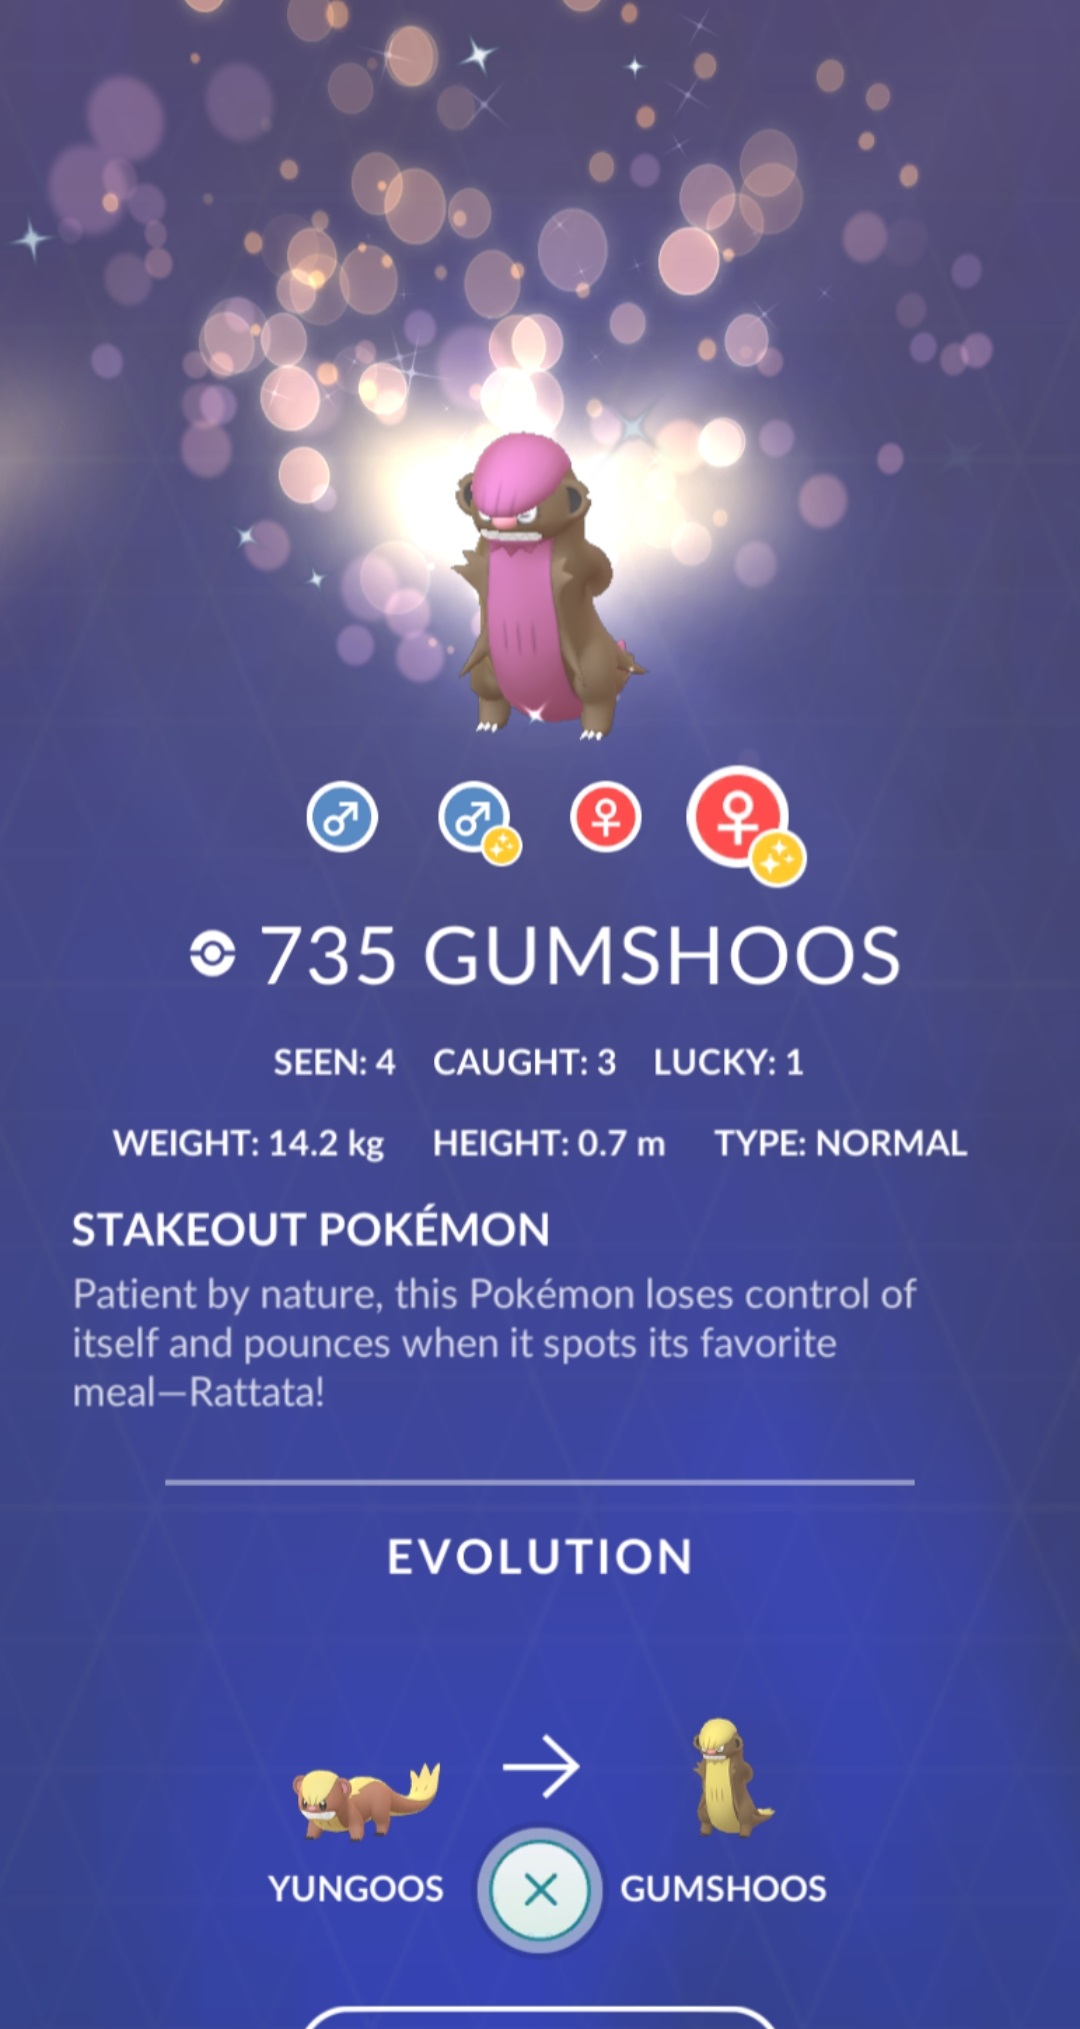 735 GUMSHOOS
SEEN: 4 CAUGHT: 3 LUCKY: 1
WEIGHT: 14.2 kg HEIGHT: 0.7 m TYPE: NORMAL
STAKEOUT POKÉMON
Patient by nature, this Pokémon loses control of
itself and pounces when it spots its favorite
meal—Rattata!
EVOLUTION
YUNGOOS GUMSHOOS